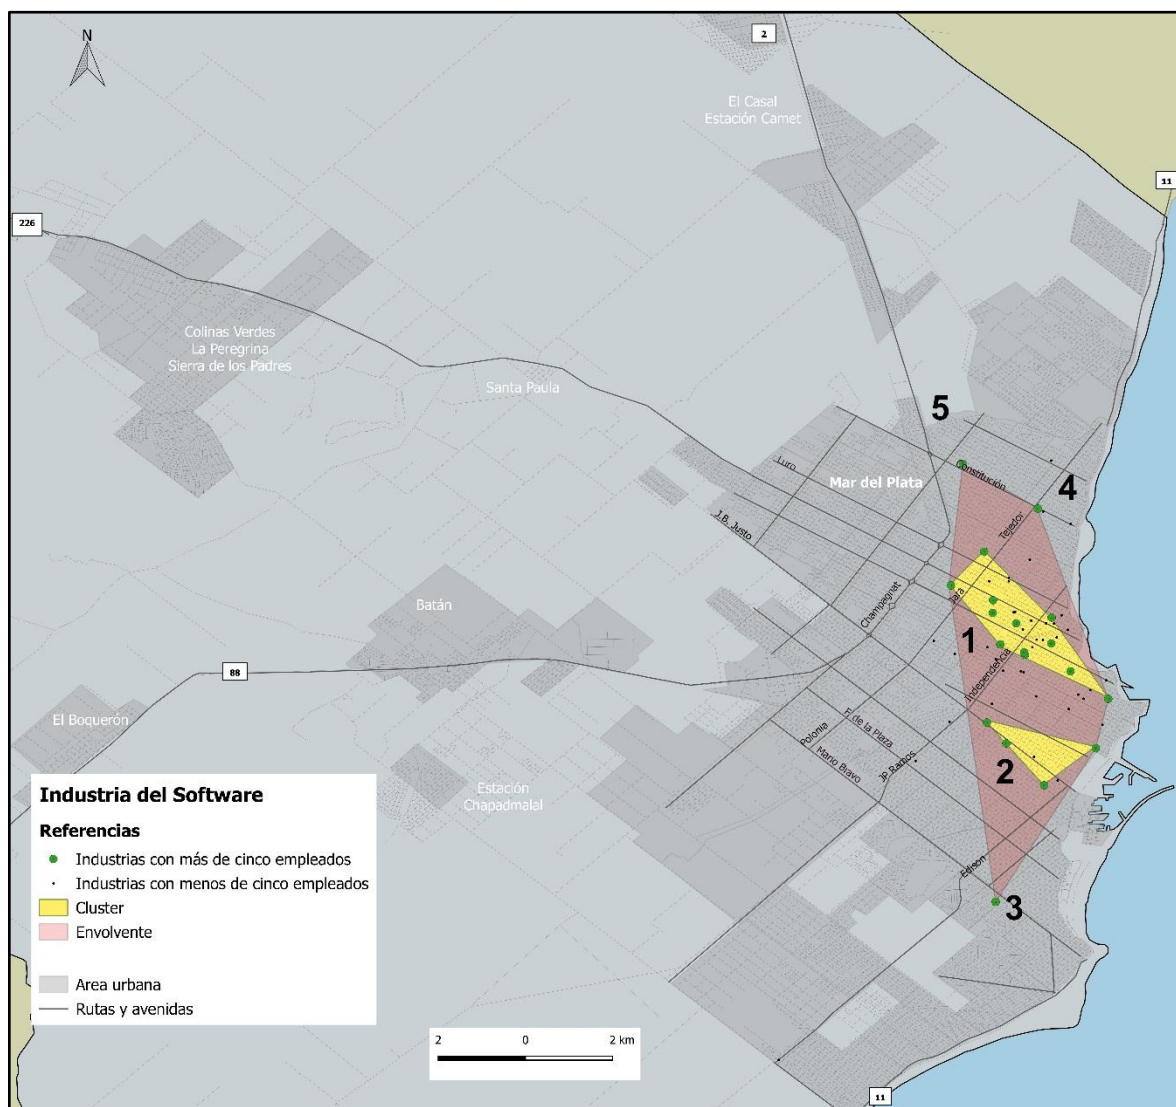 N
2
El Casal
Estación Camet
11
226
Colinas Verdes
La Peregrina
Sierra de los Padres
Santa Paula
5
Constitución
Luro
Mar del Plata
4
J.B. Justo
Tejedor
Champagnat
Jara
Batán
1
Independencia
88
El Boquerón
F. de la Plaza
Polonia
Mario Bravo
JP Ramos
2
Estación
Chapadmalal
Edison
3
Industria del Software
Referencias
Industrias con más de cinco empleados
Industrias con menos de cinco empleados
Cluster
Envolvente
Area urbana
Rutas y avenidas
2 0 2 km
11